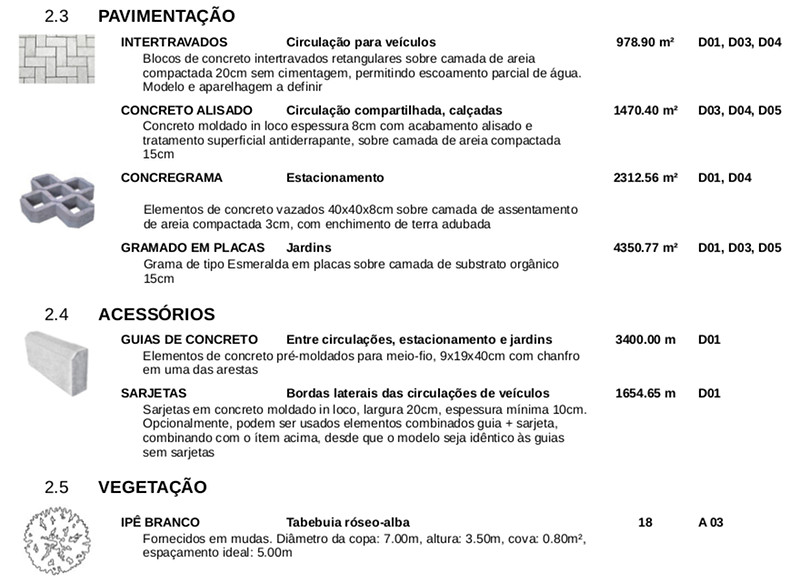 2.3 PAVIMENTAÇÃO
INTERTRAVADOS Circulação para veículos 978.90 m² D01, D03, D04
Blocos de concreto intertravados retangulares sobre camada de areia
compactada 20cm sem cimentagem, permitindo escoamento parcial de água.
Modelo e aparelhagem a definir
CONCRETO ALISADO Circulação compartilhada, calçadas 1470.40 m² D03, D04, D05
Concreto moldado in loco espessura 8cm com acabamento alisado e
tratamento superficial antiderrapante, sobre camada de areia compactada
15cm
CONCREGRAMA Estacionamento 2312.56 m² D01, D04
Elementos de concreto vazados 40x40x8cm sobre camada de assentamento
de areia compactada 3cm, com enchimento de terra adubada
GRAMADO EM PLACAS Jardins 4350.77 m² D01, D03, D05
Grama de tipo Esmeralda em placas sobre camada de substrato orgânico
15cm
2.4 ACESSÓRIOS
GUIAS DE CONCRETO Entre circulações, estacionamento e jardins 3400.00 m D01
Elementos de concreto pré-moldados para meio-fio, 9x19x40cm com chanfro
em uma das arestas
SARJETAS Bordas laterais das circulações de veículos 1654.65 m D01
Sarjetas em concreto moldado in loco, largura 20cm, espessura mínima 10cm.
Opcionalmente, podem ser usados elementos combinados guia + sarjeta,
combinando com o ítem acima, desde que o modelo seja idêntico às guias
sem sarjetas
2.5 VEGETAÇÃO
IPÊ BRANCO Tabebuia róseo-alba 18 A 03
Fornecidos em mudas. Diâmetro da copa: 7.00m, altura: 3.50m, cova: 0.80m²,
espaçamento ideal: 5.00m